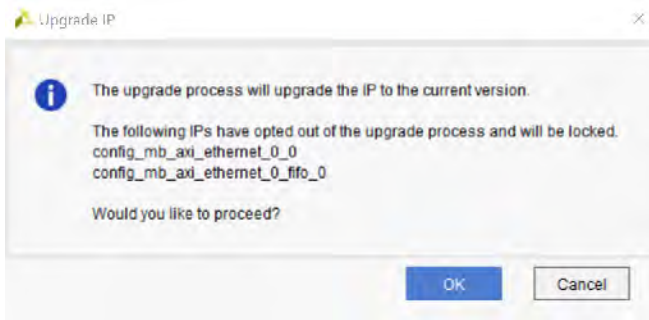 Upgrade IP
The upgrade process will upgrade the IP to the current version.
The following IPs have opted out of the upgrade process and will be locked.
config_mb_axi_ethernet_0_0
config_mb_axi_ethernet_0_fifo_0
Would you like to proceed?
OK
Cancel